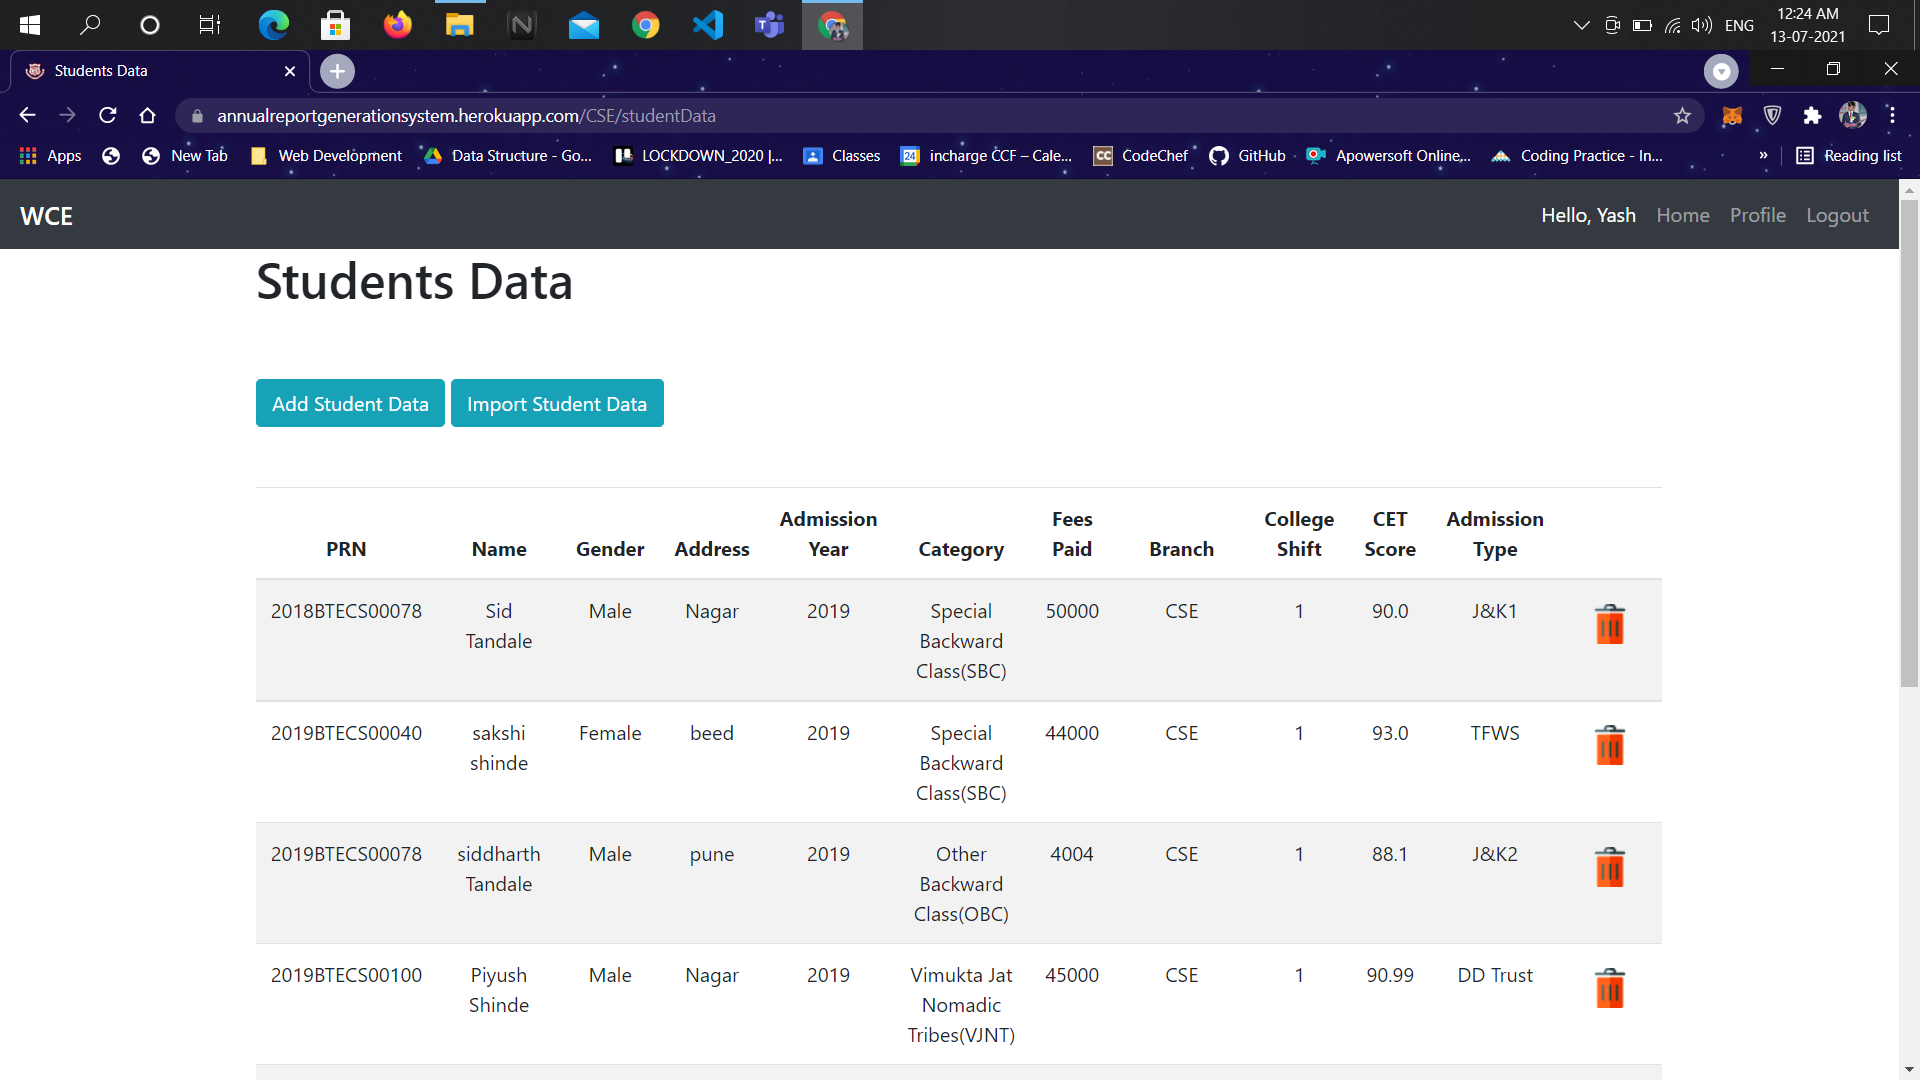 ENG
12:24 AM
13-07-2021
Students Data
annualreportgenerationsystem.herokuapp.com/CSE/studentData
Apps
New Tab
Web Development
Data Structure - Go...
LOCKDOWN_2020 |...
Classes
24 incharge CCF – Cale...
CC CodeChef
GitHub
Apowersoft Online,...
Coding Practice - In...
»
Reading list
WCE
Hello, Yash Home Profile Logout
Students Data
Add Student Data Import Student Data
PRN Name Gender Address Admission Year Category Fees Paid Branch College Shift CET Score Admission Type
2018BTECS00078 Sid Tandale Male Nagar 2019 Special Backward Class(SBC) 50000 CSE 1 90.0 J&K1
2019BTECS00040 sakshi shinde Female beed 2019 Special Backward Class(SBC) 44000 CSE 1 93.0 TFWS
2019BTECS00078 siddharth Tandale Male pune 2019 Other Backward Class(OBC) 4004 CSE 1 88.1 J&K2
2019BTECS00100 Piyush Shinde Male Nagar 2019 Vimukta Jat Nomadic Tribes(VJNT) 45000 CSE 1 90.99 DD Trust